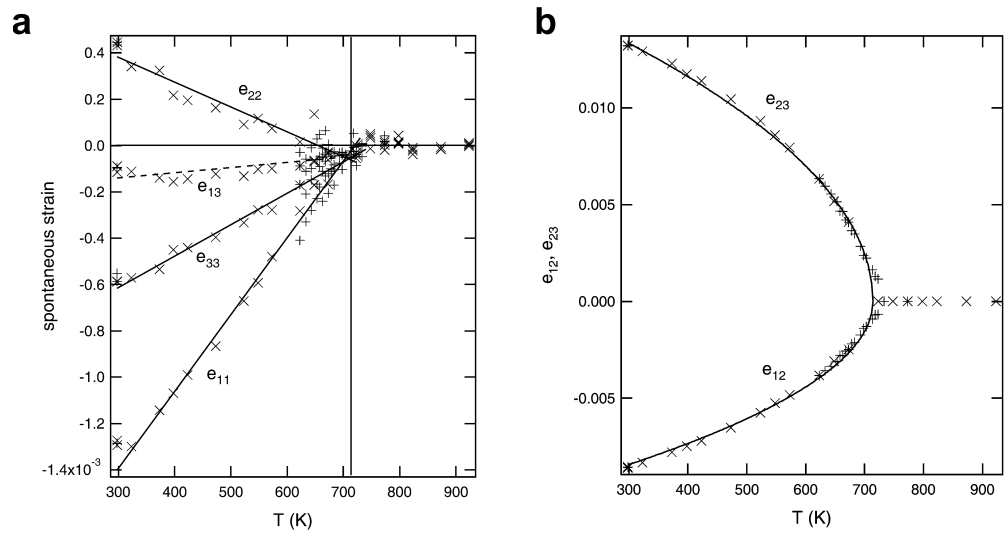 a
0.4
0.2
0.0
-0.2
-0.4
-0.6
-0.8
-1.0
-1.2
-1.4x10⁻³
spontaneous strain
e₂₂
e₁₃
e₃₃
e₁₁
300 400 500 600 700 800 900
T (K)
b
0.010
0.005
0.000
-0.005
e₁₂, e₂₃
e₂₃
e₁₂
300 400 500 600 700 800 900
T (K)